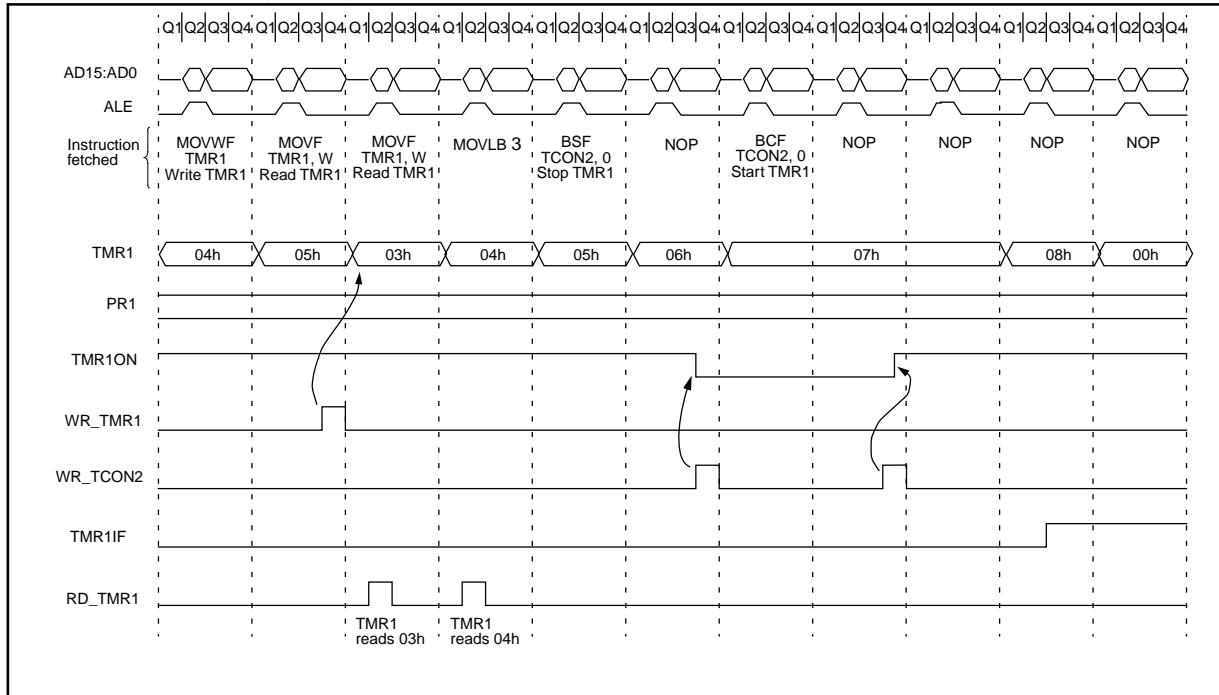 Q1 Q2 Q3 Q4 Q1 Q2 Q3 Q4 Q1 Q2 Q3 Q4 Q1 Q2 Q3 Q4 Q1 Q2 Q3 Q4 Q1 Q2 Q3 Q4 Q1 Q2 Q3 Q4 Q1 Q2 Q3 Q4 Q1 Q2 Q3 Q4 Q1 Q2 Q3 Q4 Q1 Q2 Q3 Q4
AD15:AD0
ALE
Instruction
fetched
MOVWF
TMR1
Write TMR1
MOVF
TMR1, W
Read TMR1
MOVF
TMR1, W
Read TMR1
MOVLB 3
BSF
TCON2, 0
Stop TMR1
NOP
BCF
TCON2, 0
Start TMR1
NOP
NOP
NOP
NOP
TMR1 04h 05h 03h 04h 05h 06h 07h 08h 00h
PR1
TMR1ON
WR_TMR1
WR_TCON2
TMR1IF
RD_TMR1
TMR1
reads 03h
TMR1
reads 04h